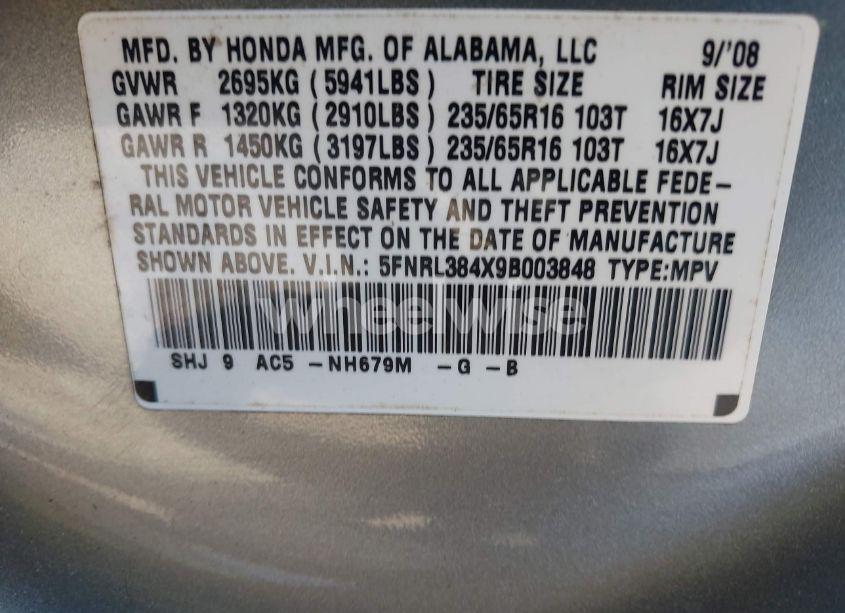 MFD. BY HONDA MFG. OF ALABAMA, LLC 9/'08
GVWR 2695KG (5941LBS) TIRE SIZE RIM SIZE
GAWR F 1320KG (2910LBS) 235/65R16 103T 16X7J
GAWR R 1450KG (3197LBS) 235/65R16 103T 16X7J
THIS VEHICLE CONFORMS TO ALL APPLICABLE FEDE-
RAL MOTOR VEHICLE SAFETY AND THEFT PREVENTION
STANDARDS IN EFFECT ON THE DATE OF MANUFACTURE
SHOWN ABOVE. V.I.N.: 5FNRL384X9B003848 TYPE:MPV
wheelwise
SHJ 9 AC5 -NH679M -G -B